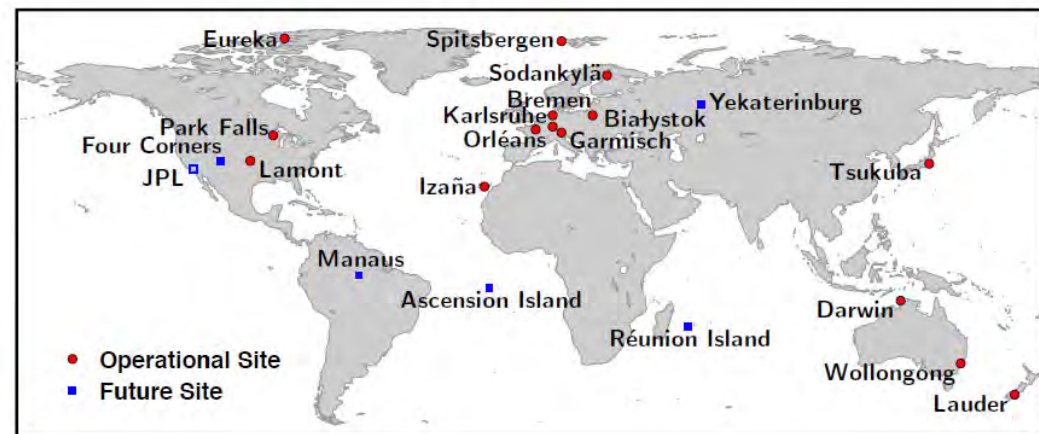 Eureka
Spitsbergen
Sodankylä
Bremen
Yekaterinburg
Karlsruhe
Białystok
Park Falls
Orléans
Garmisch
Four Corners
Lamont
JPL
Tsukuba
Izaña
Manaus
Ascension Island
Darwin
Réunion Island
Operational Site
Wollongong
Future Site
Lauder